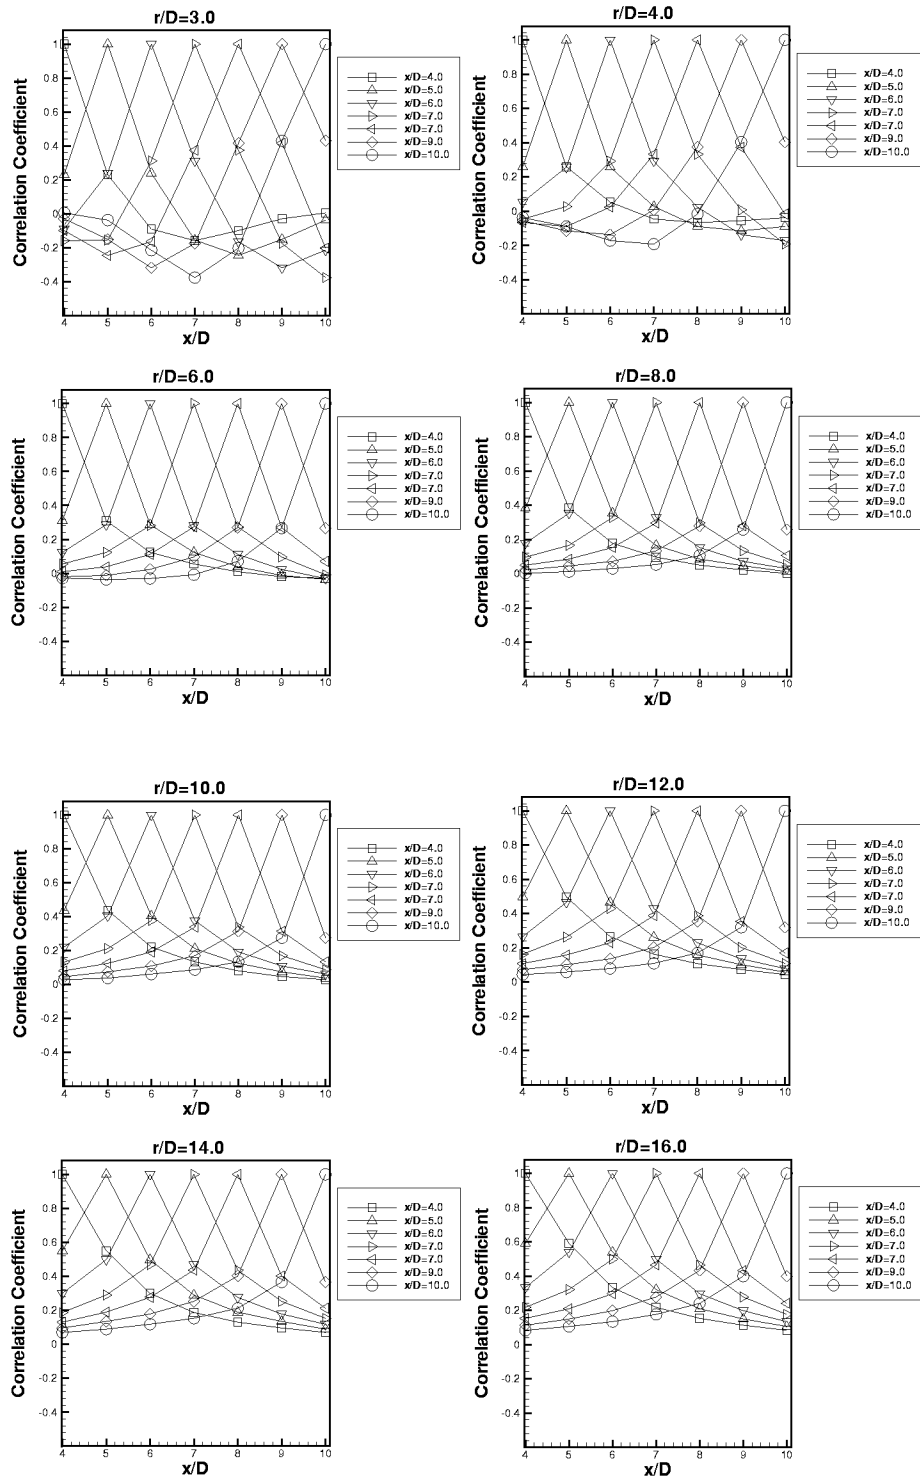 r/D=3.0
Correlation Coefficient
1
0.8
0.6
0.4
0.2
0
-0.2
-0.4
4 5 6 7 8 9 10
x/D
x/D=4.0
x/D=5.0
x/D=6.0
x/D=7.0
x/D=7.0
x/D=9.0
x/D=10.0
r/D=4.0
Correlation Coefficient
1
0.8
0.6
0.4
0.2
0
-0.2
-0.4
4 5 6 7 8 9 10
x/D
x/D=4.0
x/D=5.0
x/D=6.0
x/D=7.0
x/D=7.0
x/D=9.0
x/D=10.0
r/D=6.0
Correlation Coefficient
1
0.8
0.6
0.4
0.2
0
-0.2
-0.4
4 5 6 7 8 9 10
x/D
x/D=4.0
x/D=5.0
x/D=6.0
x/D=7.0
x/D=7.0
x/D=9.0
x/D=10.0
r/D=8.0
Correlation Coefficient
1
0.8
0.6
0.4
0.2
0
-0.2
-0.4
4 5 6 7 8 9 10
x/D
x/D=4.0
x/D=5.0
x/D=6.0
x/D=7.0
x/D=7.0
x/D=9.0
x/D=10.0
r/D=10.0
Correlation Coefficient
1
0.8
0.6
0.4
0.2
0
-0.2
-0.4
4 5 6 7 8 9 10
x/D
x/D=4.0
x/D=5.0
x/D=6.0
x/D=7.0
x/D=7.0
x/D=9.0
x/D=10.0
r/D=12.0
Correlation Coefficient
1
0.8
0.6
0.4
0.2
0
-0.2
-0.4
4 5 6 7 8 9 10
x/D
x/D=4.0
x/D=5.0
x/D=6.0
x/D=7.0
x/D=7.0
x/D=9.0
x/D=10.0
r/D=14.0
Correlation Coefficient
1
0.8
0.6
0.4
0.2
0
-0.2
-0.4
4 5 6 7 8 9 10
x/D
x/D=4.0
x/D=5.0
x/D=6.0
x/D=7.0
x/D=7.0
x/D=9.0
x/D=10.0
r/D=16.0
Correlation Coefficient
1
0.8
0.6
0.4
0.2
0
-0.2
-0.4
4 5 6 7 8 9 10
x/D
x/D=4.0
x/D=5.0
x/D=6.0
x/D=7.0
x/D=7.0
x/D=9.0
x/D=10.0